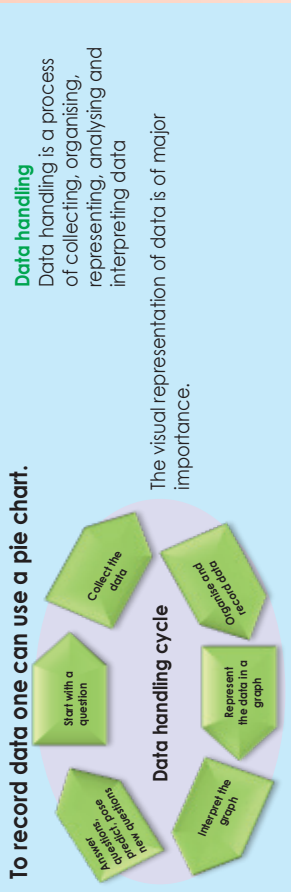 To record data one can use a pie chart.
Start with a
question
Collect the
data
Organise and
record data
Represent
the data in a
graph
Interpret the
graph
Answer
questions,
predict, pose
new questions
Data handling cycle
Data handling
Data handling is a process
of collecting, organising,
representing, analysing and
interpreting data
The visual representation of data is of major
importance.